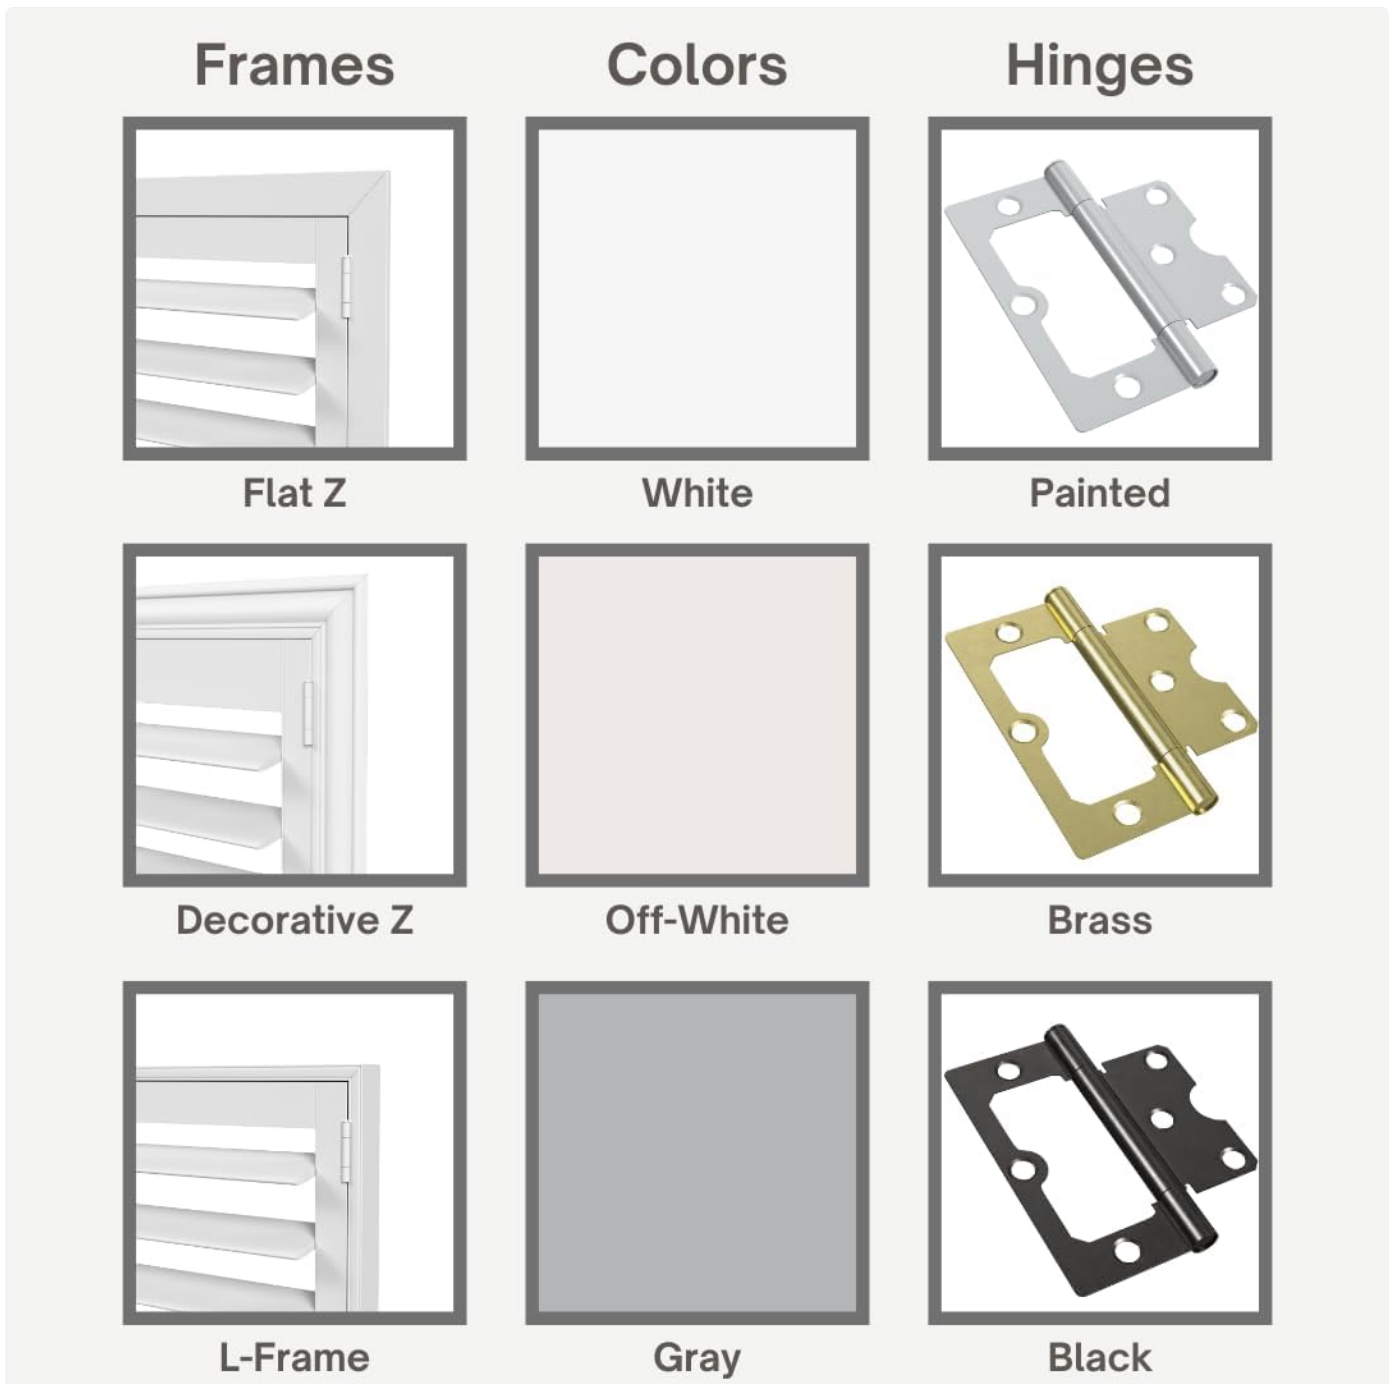 Frames Colors Hinges
Flat Z White Painted
Decorative Z Off-White Brass
L-Frame Gray Black